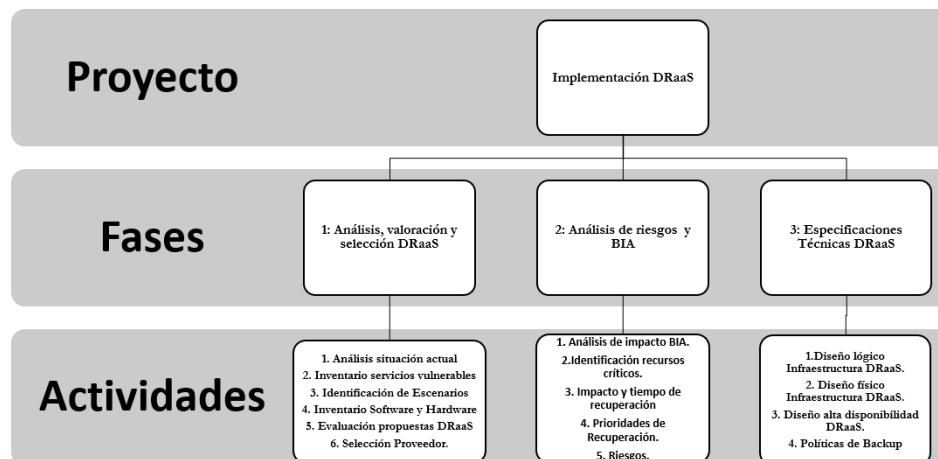 Proyecto
Implementación DRaaS
Fases
1: Análisis, valoración y
selección DRaaS
2: Análisis de riesgos y
BIA
3: Especificaciones
Técnicas DRaaS
Actividades
1. Análisis situación actual
2. Inventario servicios vulnerables
3. Identificación de Escenarios
4. Inventario Software y Hardware
5. Evaluación propuestas DRaaS
6. Selección Proveedor.
1. Análisis de impacto BIA.
2.Identificación recursos
críticos.
3. Impacto y tiempo de
recuperación
4. Prioridades de
Recuperación.
5. Riesgos.
1.Diseño lógico
Infraestructura DRaaS.
2. Diseño físico
Infraestructura DRaaS.
3. Diseño alta disponibilidad
DRaaS.
4. Políticas de Backup